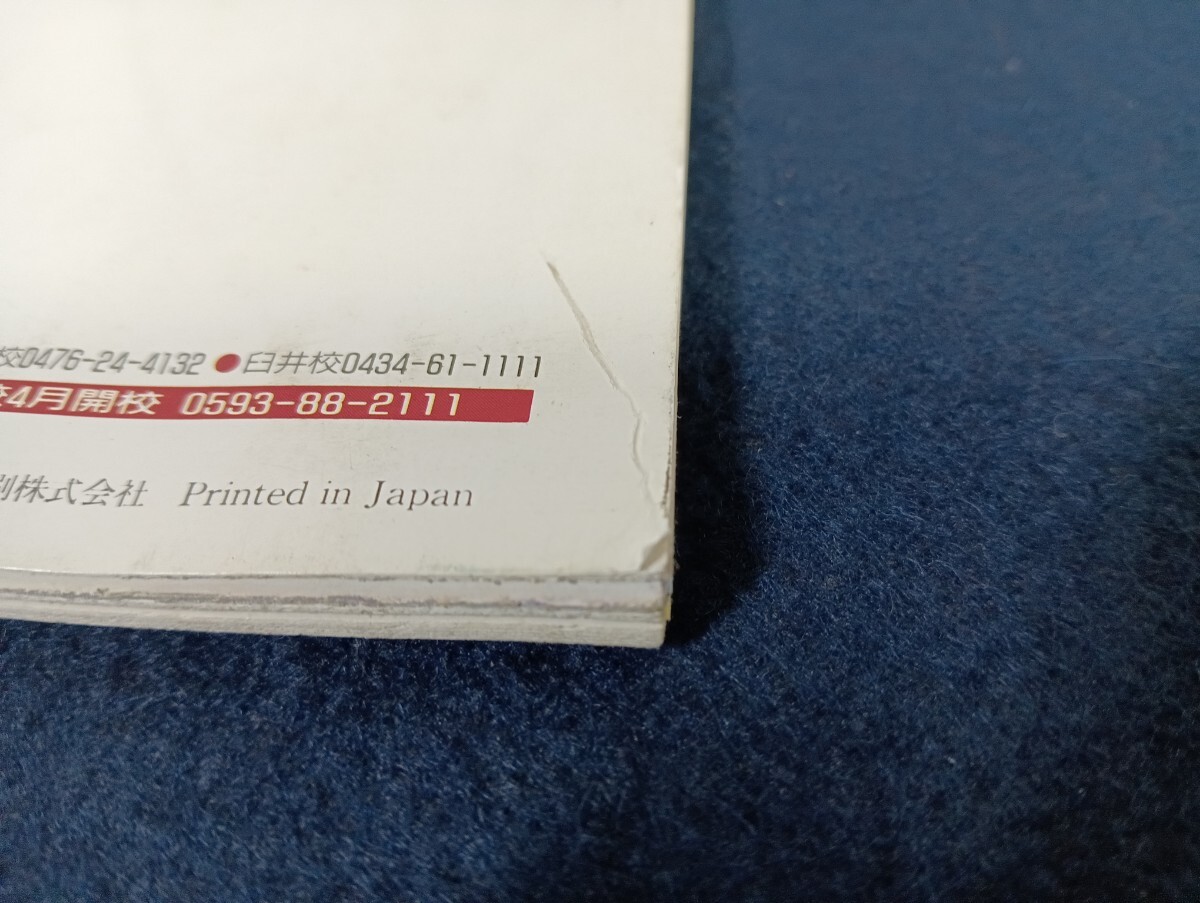 校0476-24-4132 ●臼井校0434-61-1111
校4月開校 0593-88-2111
刷株式会社 Printed in Japan